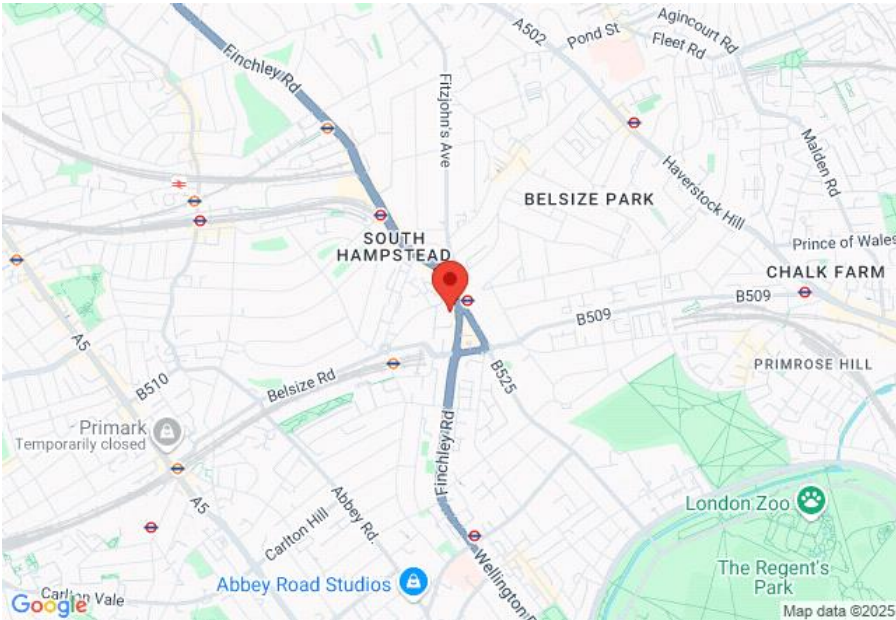 Finchley Rd
Fitzjohn's Ave
A502
Pond St
Agincourt Rd
Fleet Rd
Malden Rd
Haverstock Hill
BELSIZE PARK
SOUTH
HAMPSTEAD
Prince of Wales
CHALK FARM
B509
B509
PRIMROSE HILL
A5
B510
Belsize Rd
B525
Primark
Temporarily closed
Finchley Rd
A5
Abbey Rd.
Carlton Hill
London Zoo
The Regent's
Park
Abbey Road Studios
Wellington
Carlton Vale
Google
Map data ©2025